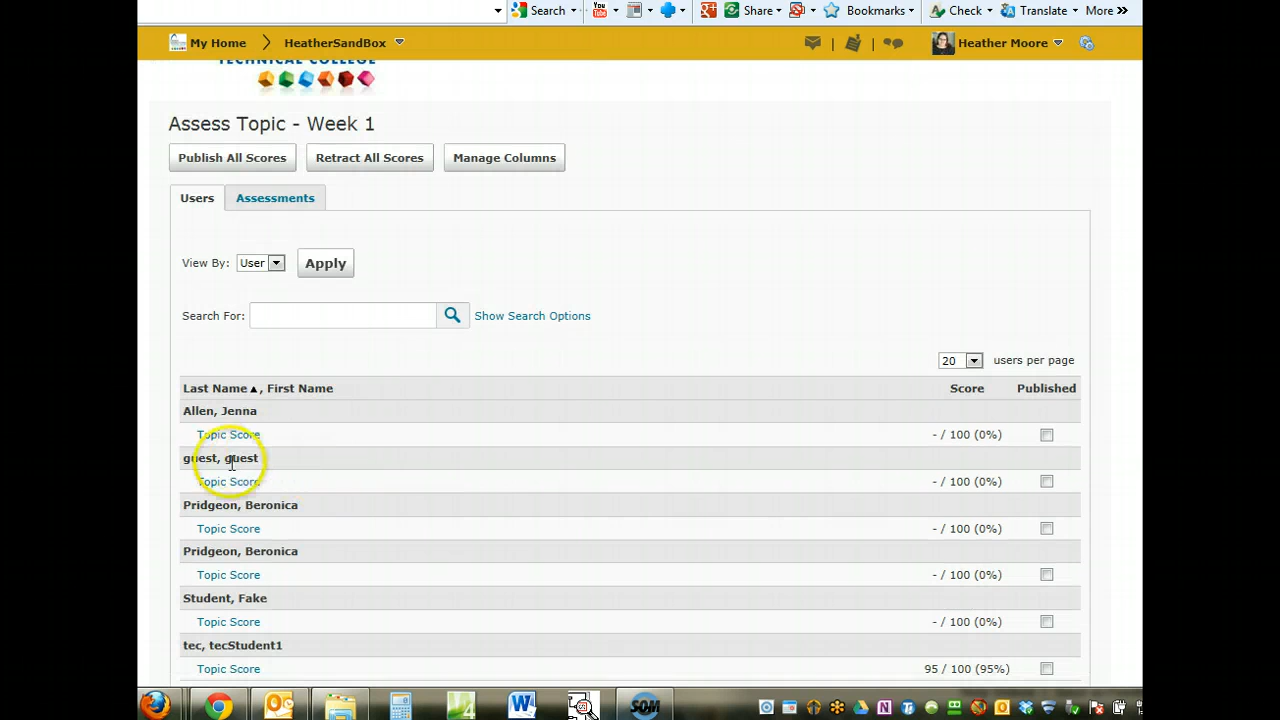 Search Share Bookmarks Check Translate More »
My Home HeatherSandBox Heather Moore
TECHNICAL COLLEGE
Assess Topic - Week 1
Publish All Scores Retract All Scores Manage Columns
Users Assessments
View By: User Apply
Search For: Show Search Options
20 users per page
Last Name ▲, First Name Score Published
Allen, Jenna
Topic Score - / 100 (0%)
guest, guest
Topic Score - / 100 (0%)
Pridgeon, Beronica
Topic Score - / 100 (0%)
Pridgeon, Beronica
Topic Score - / 100 (0%)
Student, Fake
Topic Score - / 100 (0%)
tec, tecStudent1
Topic Score 95 / 100 (95%)